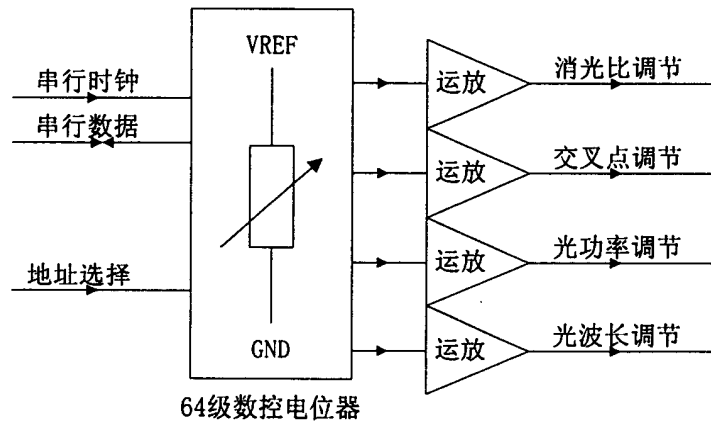 VREF
串行时钟
串行数据
地址选择
GND
运放
消光比调节
运放
交叉点调节
运放
光功率调节
运放
光波长调节
64级数控电位器